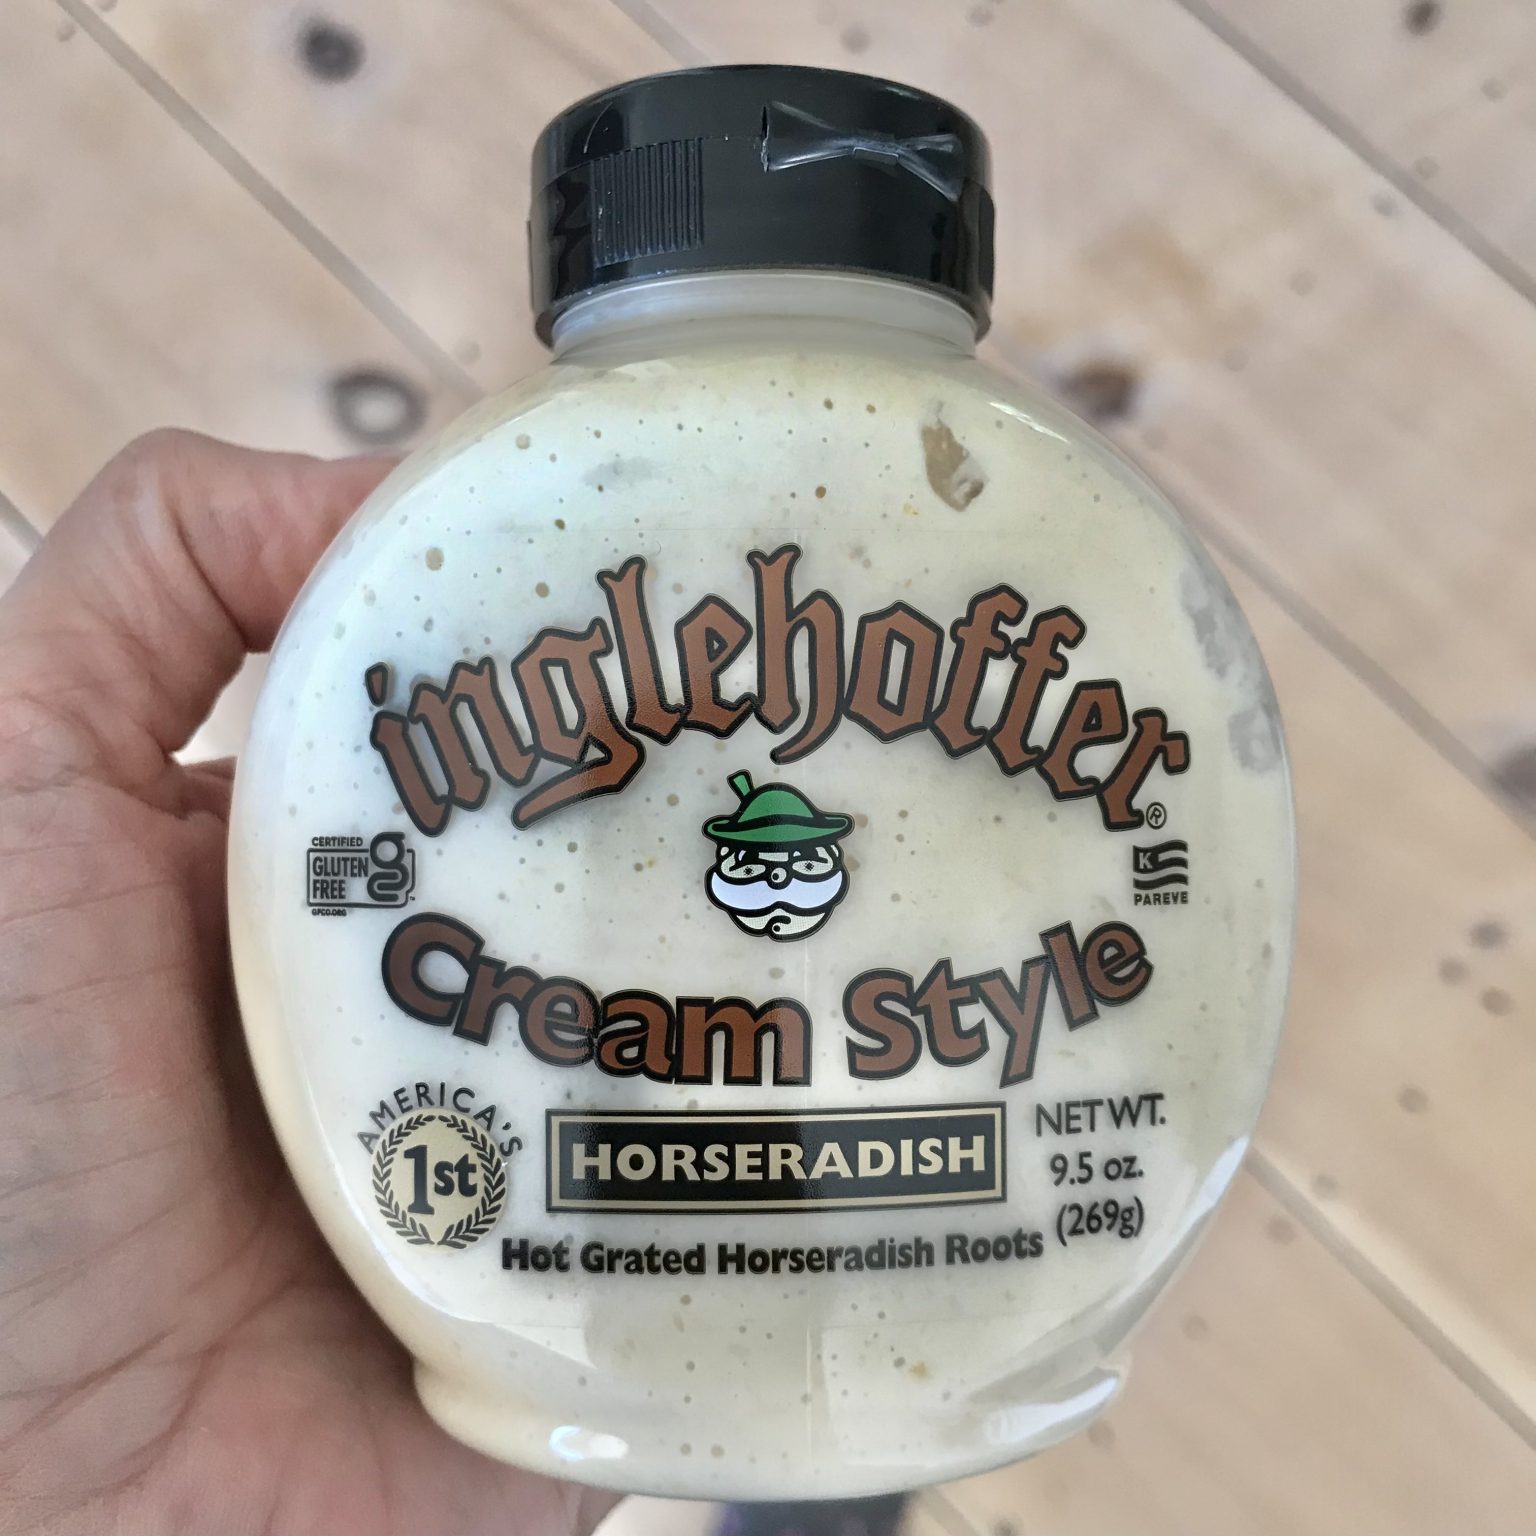 inglehoffer®
CERTIFIED
GLUTEN
FREE
GFCO.ORG
K
PAREVE
Cream Style
AMERICA'S
1st
HORSERADISH
Hot Grated Horseradish Roots
NET WT.
9.5 oz.
(269g)